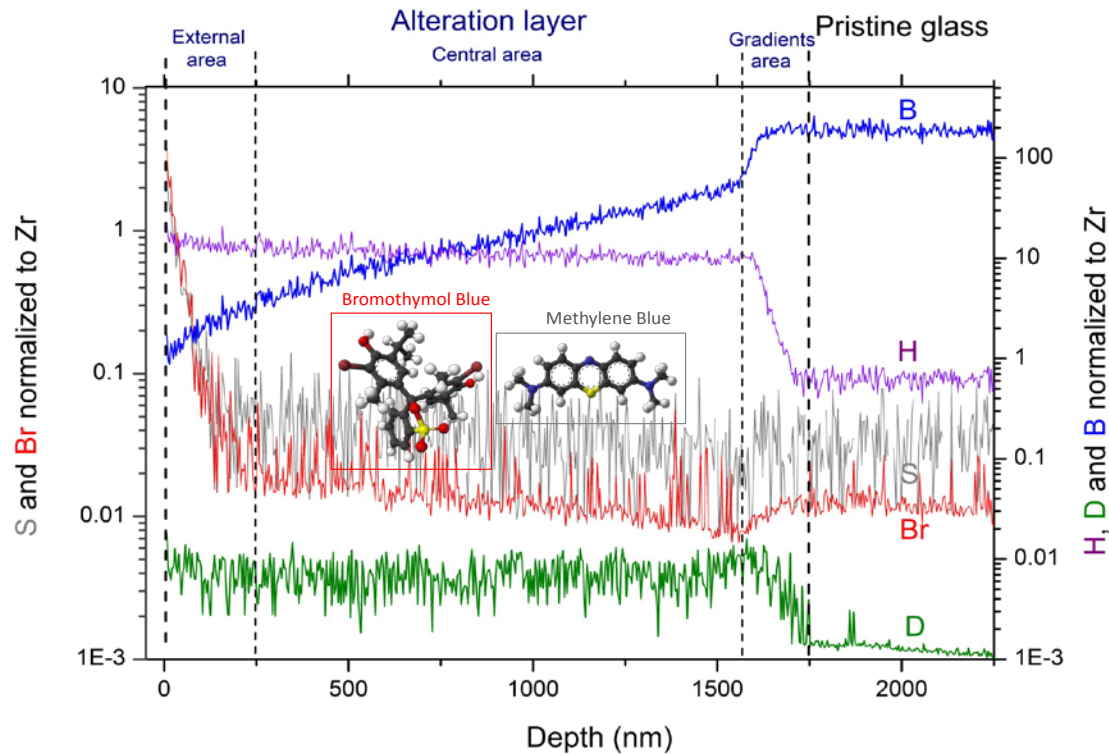 Alteration layer
Pristine glass
External
area
Central area
Gradients
area
10
1
0.1
0.01
1E-3
100
10
1
0.1
0.01
1E-3
B
H
S
Br
D
Bromothymol Blue
Methylene Blue
S and Br normalized to Zr
H, D and B normalized to Zr
0
500
1000
1500
2000
Depth (nm)